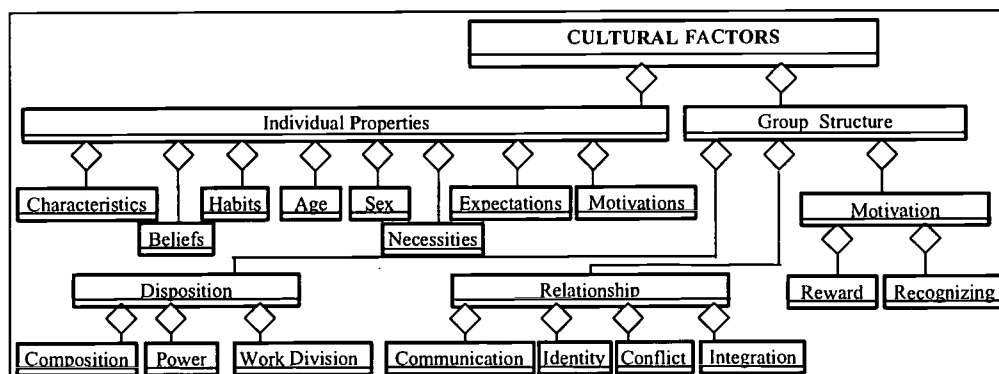 CULTURAL FACTORS
Individual Properties
Group Structure
Characteristics
Habits
Age
Sex
Expectations
Motivations
Beliefs
Necessities
Motivation
Disposition
Relationship
Reward
Recognizing
Composition
Power
Work Division
Communication
Identity
Conflict
Integration